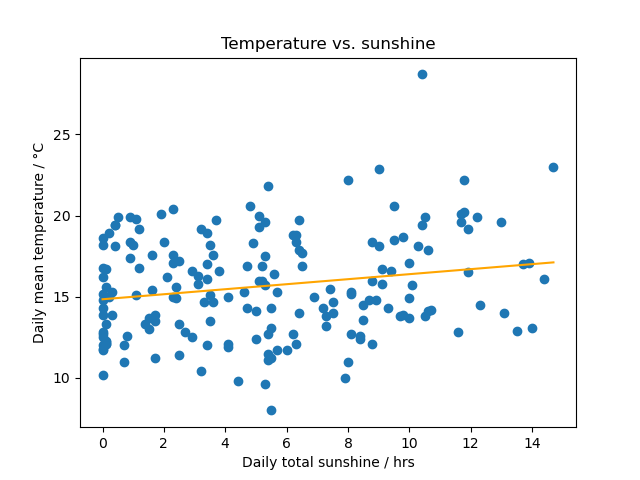 Temperature vs. sunshine
Daily mean temperature / °C
25
20
15
10
0 2 4 6 8 10 12 14
Daily total sunshine / hrs